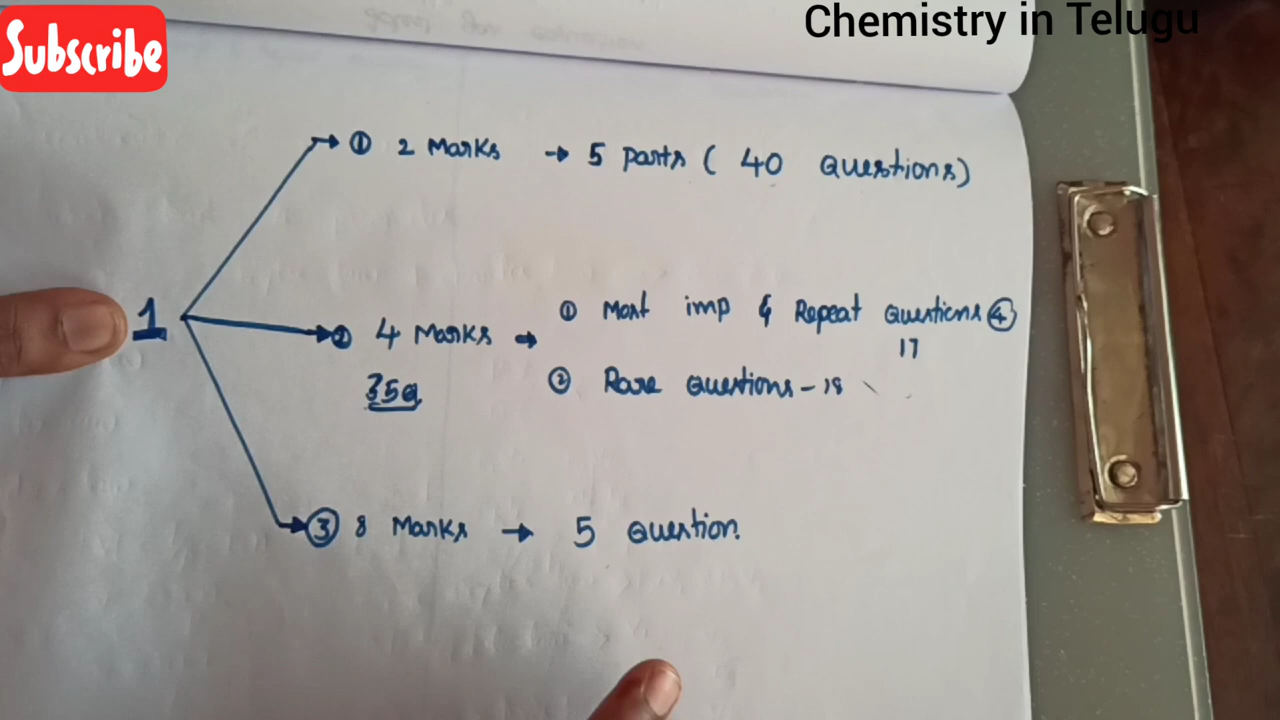 Subscribe
Chemistry in Telugu
① 2 Marks → 5 parts ( 40 Questions)
1
② 4 Marks → ① Most imp & Repeat Questions ④
17
35Q
② Rare Questions - 18
③ 8 Marks → 5 Question.